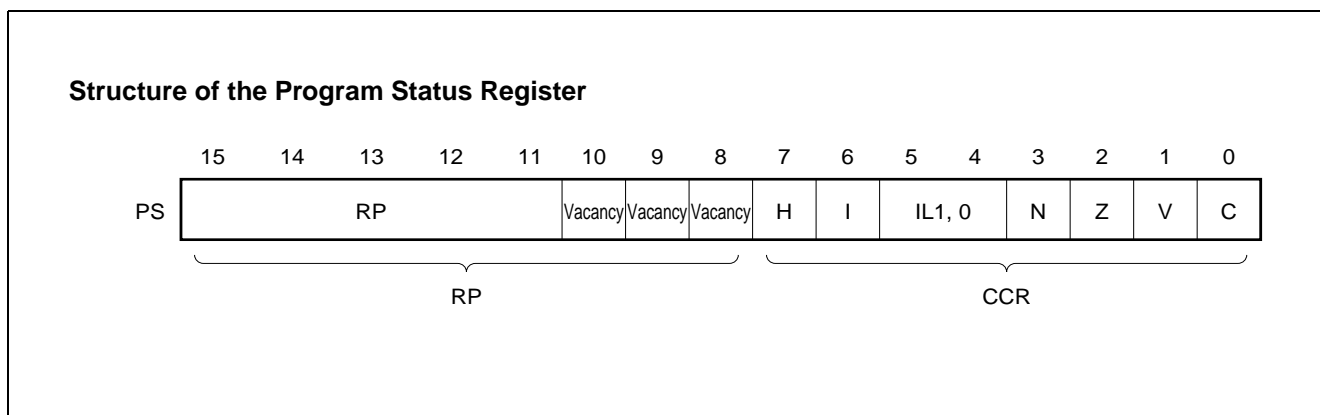 Structure of the Program Status Register
15 14 13 12 11 10 9 8 7 6 5 4 3 2 1 0
PS RP Vacancy Vacancy Vacancy H I IL1, 0 N Z V C
RP CCR